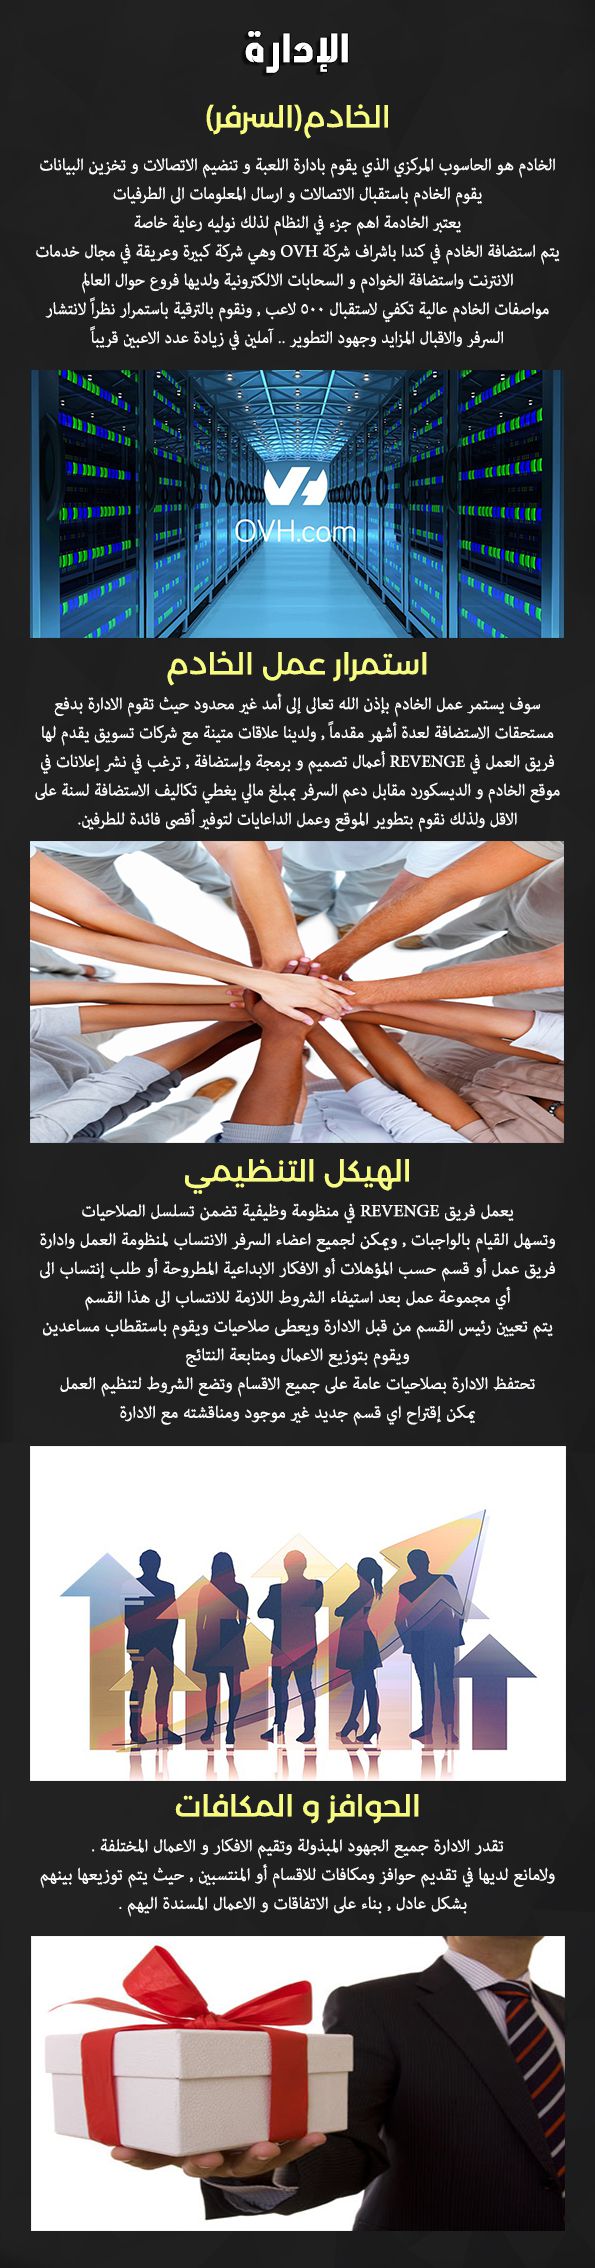 الإدارة
الخادم(السرفر)
الخادم هو الحاسوب المركزي الذي يقوم بادارة اللعبة و تنضيم الاتصالات و تخزين البيانات
يقوم الخادم باستقبال الاتصالات و ارسال المعلومات الى الطرفيات
يعتبر الخادمة اهم جزء في النظام لذلك نوليه رعاية خاصة
يتم استضافة الخادم في كندا باشراف شركة OVH وهي شركة كبيرة وعريقة في مجال خدمات
الانترنت واستضافة الخوادم و السحابات الالكترونية ولديها فروع حوال العالم
مواصفات الخادم عالية تكفي لاستقبال ٥٠٠ لاعب , ونقوم بالترقية باستمرار نظراً لانتشار
السرفر والاقبال المزايد وجهود التطوير .. آملين في زيادة عدد الاعبين قريباً
OVH.com
استمرار عمل الخادم
سوف يستمر عمل الخادم بإذن الله تعالى إلى أمد غير محدود حيث تقوم الادارة بدفع
مستحقات الاستضافة لعدة أشهر مقدماً , ولدينا علاقات متينة مع شركات تسويق يقدم لها
فريق العمل في REVENGE أعمال تصميم و برمجة وإستضافة , ترغب في نشر إعلانات في
موقع الخادم و الديسكورد مقابل دعم السرفر بمبلغ مالي يغطي تكاليف الاستضافة لسنة على
الاقل ولذلك نقوم بتطوير الموقع وعمل الداعايات لتوفير أقصى فائدة للطرفين.
الهيكل التنظيمي
يعمل فريق REVENGE في منظومة وظيفية تضمن تسلسل الصلاحيات
وتسهل القيام بالواجبات , ويمكن لجميع اعضاء السرفر الانتساب لمنظومة العمل وادارة
فريق عمل أو قسم حسب المؤهلات أو الافكار الابداعية المطروحة أو طلب إنتساب الى
أي مجموعة عمل بعد استيفاء الشروط اللازمة للانتساب الى هذا القسم
يتم تعيين رئيس القسم من قبل الادارة ويعطى صلاحيات ويقوم باستقطاب مساعدين
ويقوم بتوزيع الاعمال ومتابعة النتائج
تحتفظ الادارة بصلاحيات عامة على جميع الاقسام وتضع الشروط لتنظيم العمل
يمكن إقتراح اي قسم جديد غير موجود ومناقشته مع الادارة
الحوافز و المكافات
تقدر الادارة جميع الجهود المبذولة وتقيم الافكار و الاعمال المختلفة .
ولامانع لديها في تقديم حوافز ومكافات للاقسام أو المنتسبين , حيث يتم توزيعها بينهم
بشكل عادل , بناء على الاتفاقات و الاعمال المسندة اليهم .